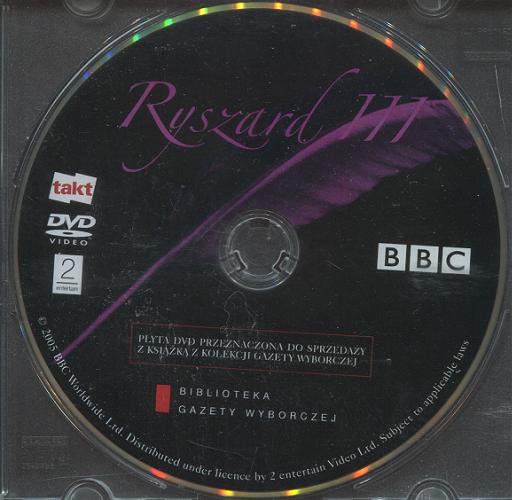 Ryszard III
takt
DVD
VIDEO
2
entertain
BBC
PŁYTA DVD PRZEZNACZONA DO SPRZEDAŻY
Z KSIĄŻKĄ Z KOLEKCJI GAZETY WYBORCZEJ
BIBLIOTEKA
GAZETY WYBORCZEJ
© 2005 BBC Worldwide Ltd. Distributed under licence by 2 entertain Video Ltd. Subject to applicable laws